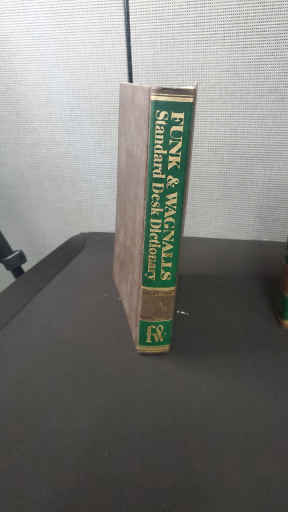 FUNK & WAGNALLS
Standard Desk Dictionary
F&W